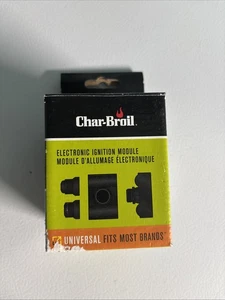 Char-Broil
ELECTRONIC IGNITION MODULE
MODULE D'ALLUMAGE ÉLECTRONIQUE
UNIVERSAL FITS MOST BRANDS*